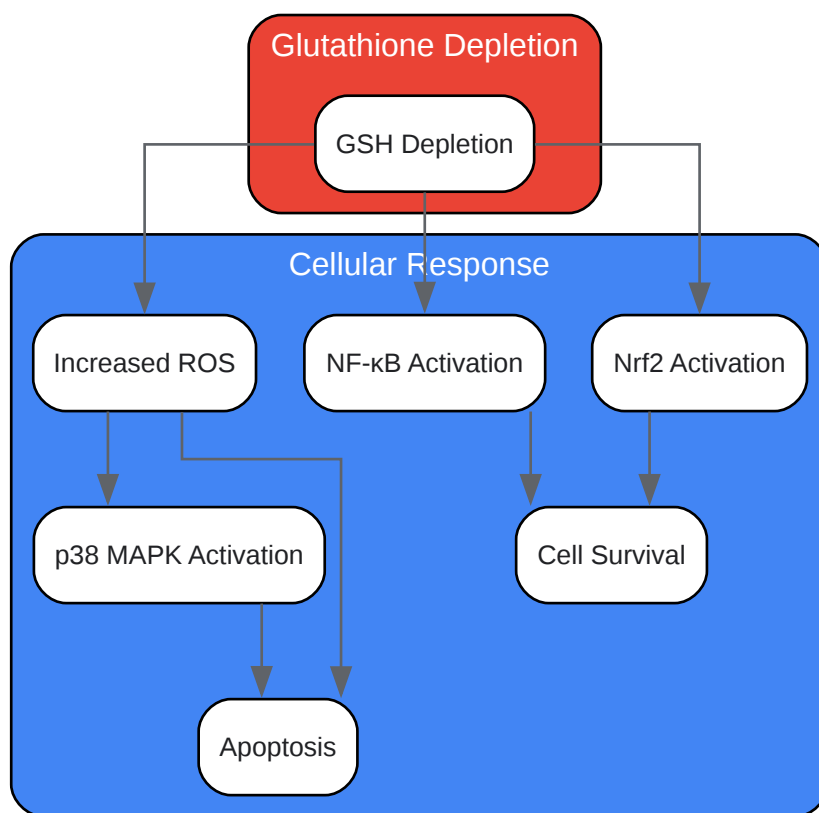 Glutathione Depletion
GSH Depletion
Cellular Response
Increased ROS
NF-κB Activation
Nrf2 Activation
p38 MAPK Activation
Cell Survival
Apoptosis